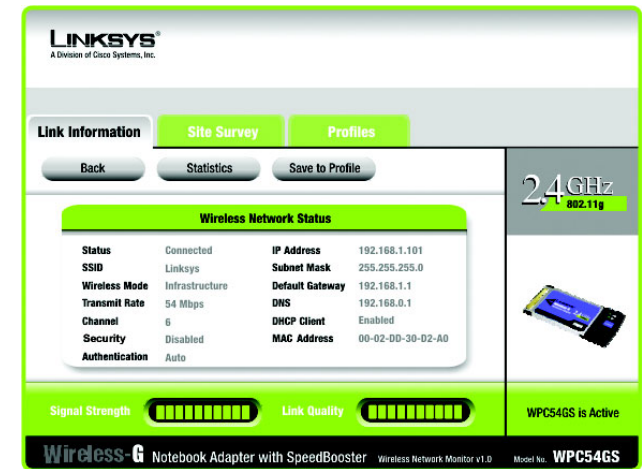 LINKSYS®
A Division of Cisco Systems, Inc.
Link Information Site Survey Profiles
Back Statistics Save to Profile
2.4 GHz
802.11g
Wireless Network Status
Status Connected IP Address 192.168.1.101
SSID Linksys Subnet Mask 255.255.255.0
Wireless Mode Infrastructure Default Gateway 192.168.1.1
Transmit Rate 54 Mbps DNS 192.168.0.1
Channel 6 DHCP Client Enabled
Security Disabled MAC Address 00-02-DD-30-D2-A0
Authentication Auto
Signal Strength Link Quality WPC54GS is Active
Wireless-G Notebook Adapter with SpeedBooster Wireless Network Monitor v1.0 Model No. WPC54GS